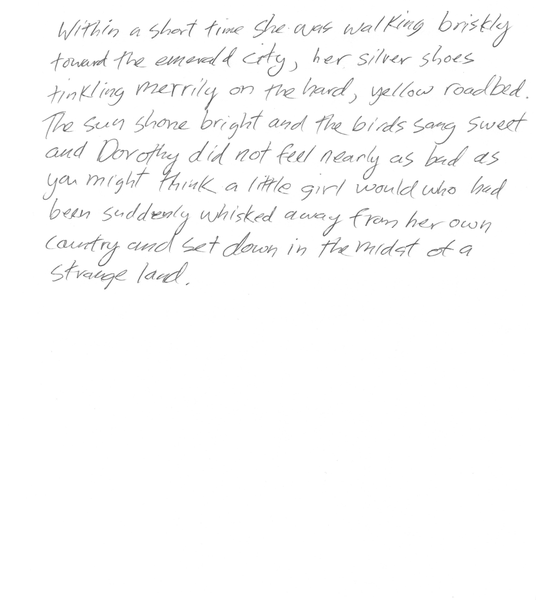 Within a short time she was walking briskly
toward the emerald city, her silver shoes
tinkling merrily on the hard, yellow roadbed.
The sun shone bright and the birds sang sweet
and Dorothy did not feel nearly as bad as
you might think a little girl would who had
been suddenly whisked away from her own
country and set down in the midst of a
strange land.